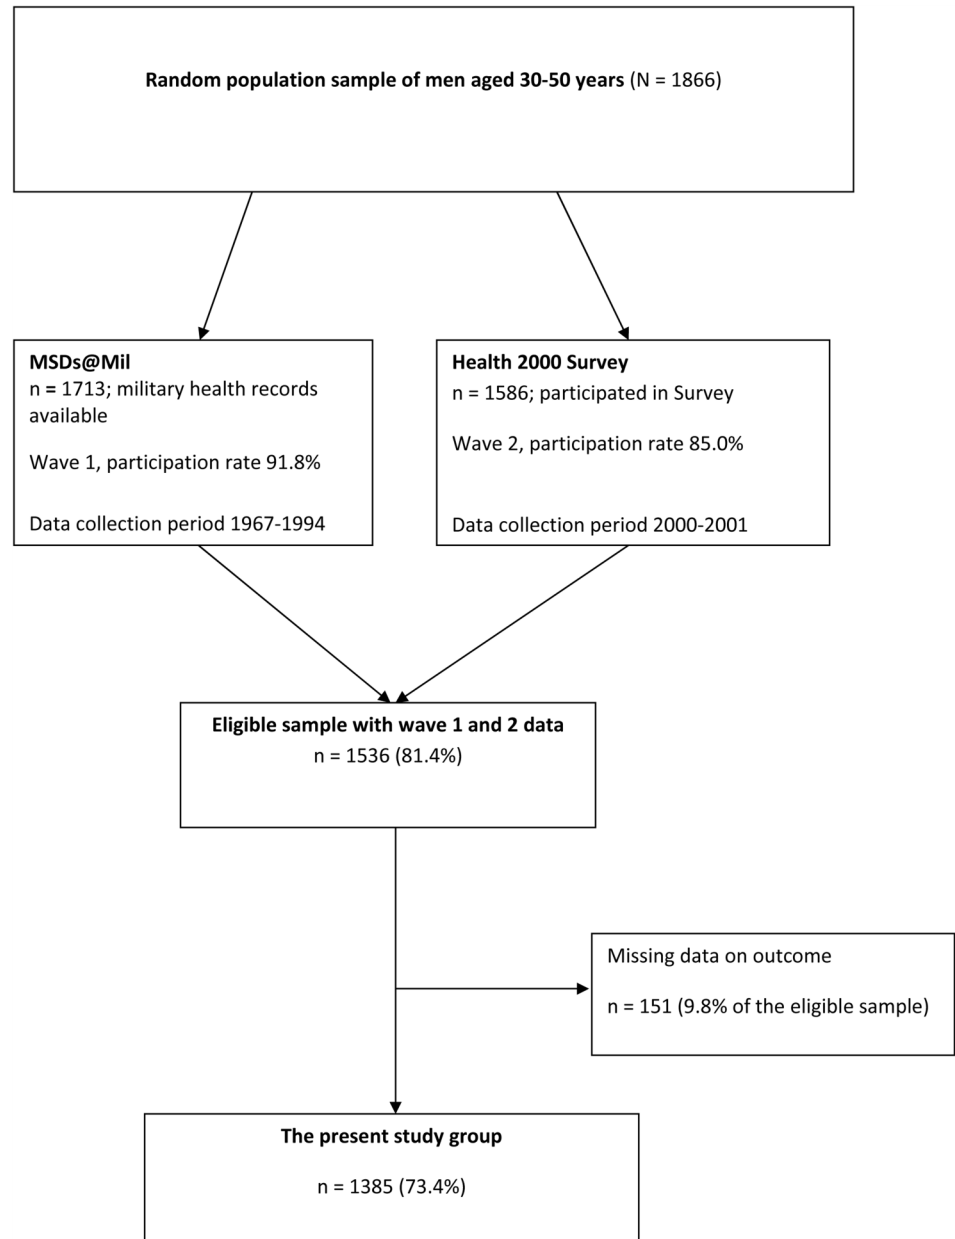 Random population sample of men aged 30-50 years (N = 1866)
MSDs@Mil
n = 1713; military health records
available
Wave 1, participation rate 91.8%
Data collection period 1967-1994
Health 2000 Survey
n = 1586; participated in Survey
Wave 2, participation rate 85.0%
Data collection period 2000-2001
Eligible sample with wave 1 and 2 data
n = 1536 (81.4%)
Missing data on outcome
n = 151 (9.8% of the eligible sample)
The present study group
n = 1385 (73.4%)